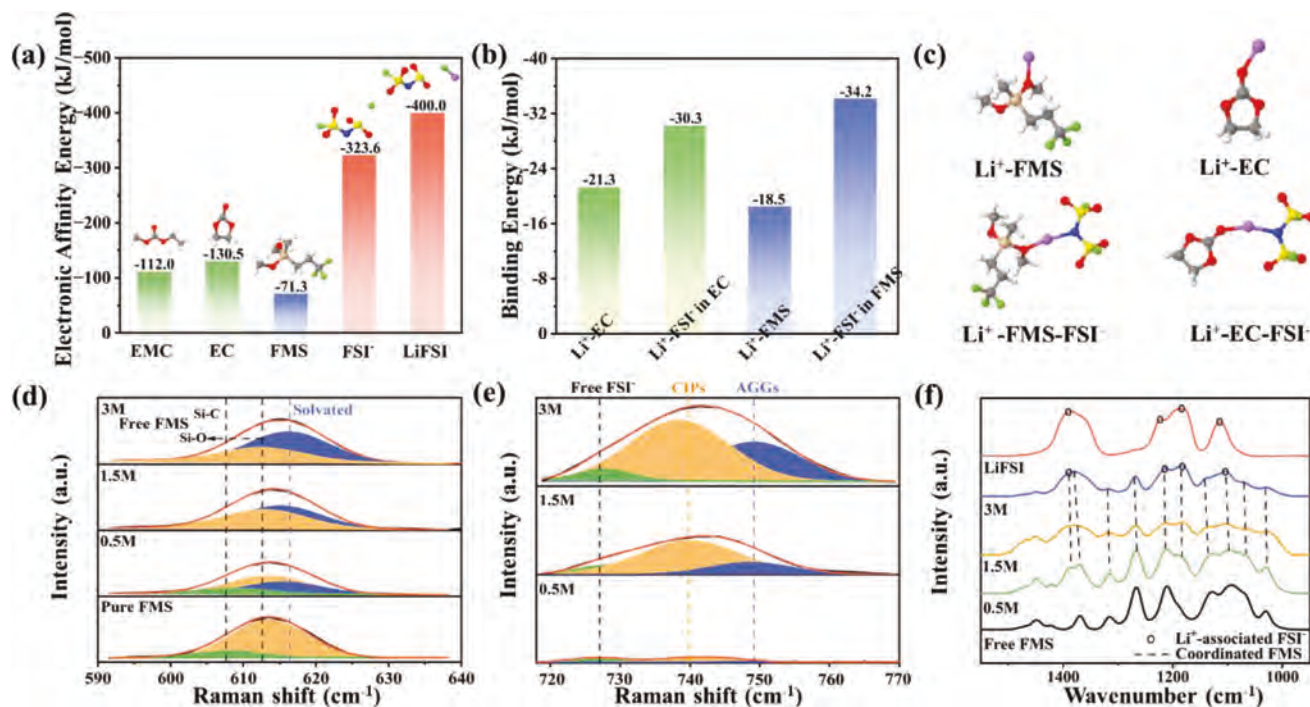 (a)
Electronic Affinity Energy (kJ/mol)
-500
-400
-300
-200
-100
0
-112.0
-130.5
-71.3
-323.6
-400.0
EMC
EC
FMS
FSI-
LiFSI
(b)
Binding Energy (kJ/mol)
-40
-32
-24
-16
-8
0
-21.3
-30.3
-18.5
-34.2
Li+-EC
Li+-FSI- in EC
Li+-FMS
Li+-FSI- in FMS
(c)
Li+-FMS
Li+-EC
Li+-FMS-FSI-
Li+-EC-FSI-
(d)
Intensity (a.u.)
3M
Free FMS
Si-C
Si-O
Solvated
1.5M
0.5M
Pure FMS
590
600
610
620
630
640
Raman shift (cm-1)
(e)
Intensity (a.u.)
Free FSI-
CIPs
AGGs
3M
1.5M
0.5M
720
730
740
750
760
770
Raman shift (cm-1)
(f)
Intensity (a.u.)
LiFSI
3M
1.5M
0.5M
Free FMS
Li+-associated FSI-
Coordinated FMS
1400
1200
1000
Wavenumber (cm-1)